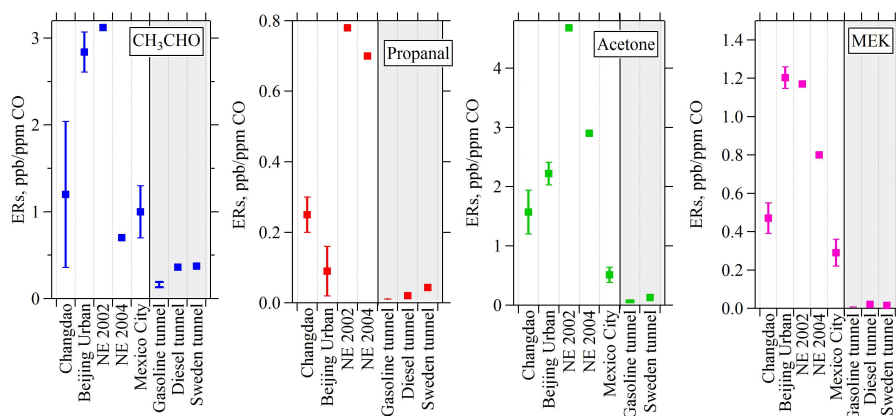 CH₃CHO
ERs, ppb/ppm CO
3
2
1
0
Changdao
Beijing Urban
NE 2002
NE 2004
Mexico City
Gasoline tunnel
Diesel tunnel
Sweden tunnel
Propanal
ERs, ppb/ppm CO
0.8
0.6
0.4
0.2
0.0
Changdao
Beijing Urban
NE 2002
NE 2004
Gasoline tunnel
Diesel tunnel
Sweden tunnel
Acetone
ERs, ppb/ppm CO
4
3
2
1
0
Changdao
Beijing Urban
NE 2002
NE 2004
Mexico City
Gasoline tunnel
Sweden tunnel
MEK
ERs, ppb/ppm CO
1.4
1.2
1.0
0.8
0.6
0.4
0.2
0.0
Changdao
Beijing Urban
NE 2002
NE 2004
Mexico City
Gasoline tunnel
Diesel tunnel
Sweden tunnel